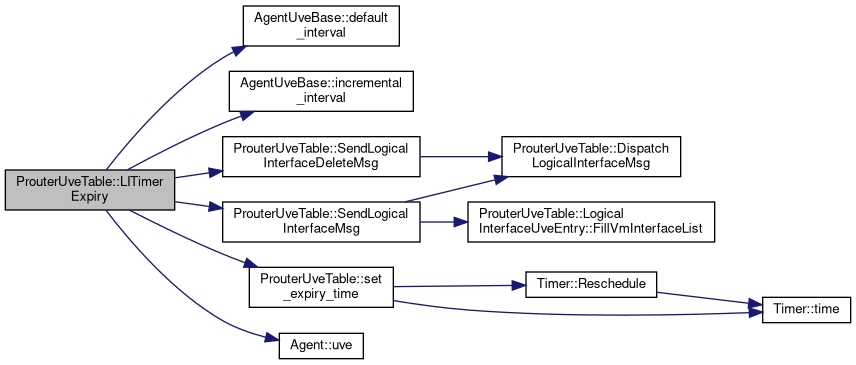 AgentUveBase::default
_interval
AgentUveBase::incremental
_interval
ProuterUveTable::SendLogical
InterfaceDeleteMsg
ProuterUveTable::Dispatch
LogicalInterfaceMsg
ProuterUveTable::LITimer
Expiry
ProuterUveTable::SendLogical
InterfaceMsg
ProuterUveTable::Logical
InterfaceUveEntry::FillVmInterfaceList
ProuterUveTable::set
_expiry_time
Timer::Reschedule
Timer::time
Agent::uve